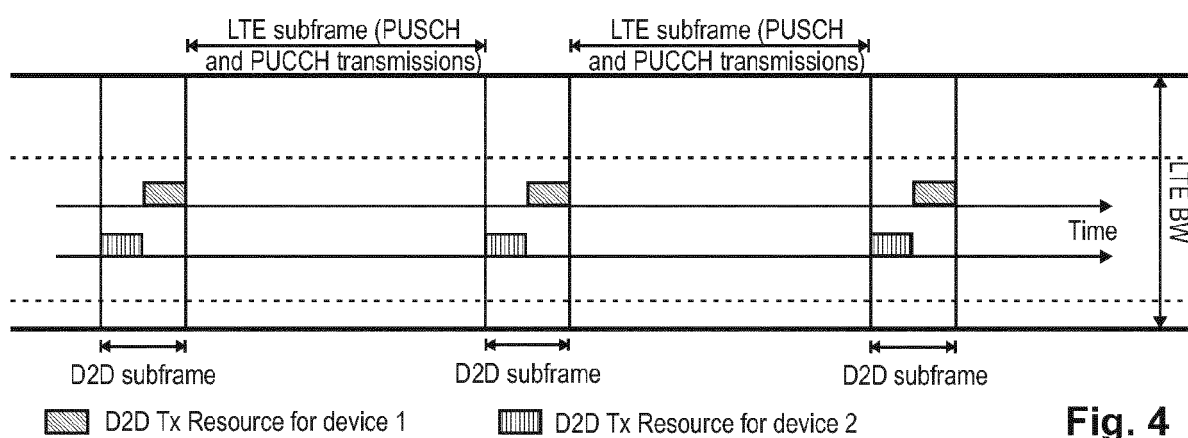 LTE subframe (PUSCH
and PUCCH transmissions)
LTE subframe (PUSCH
and PUCCH transmissions)
Time
LTE BW
D2D subframe
D2D subframe
D2D subframe
D2D Tx Resource for device 1
D2D Tx Resource for device 2
Fig. 4